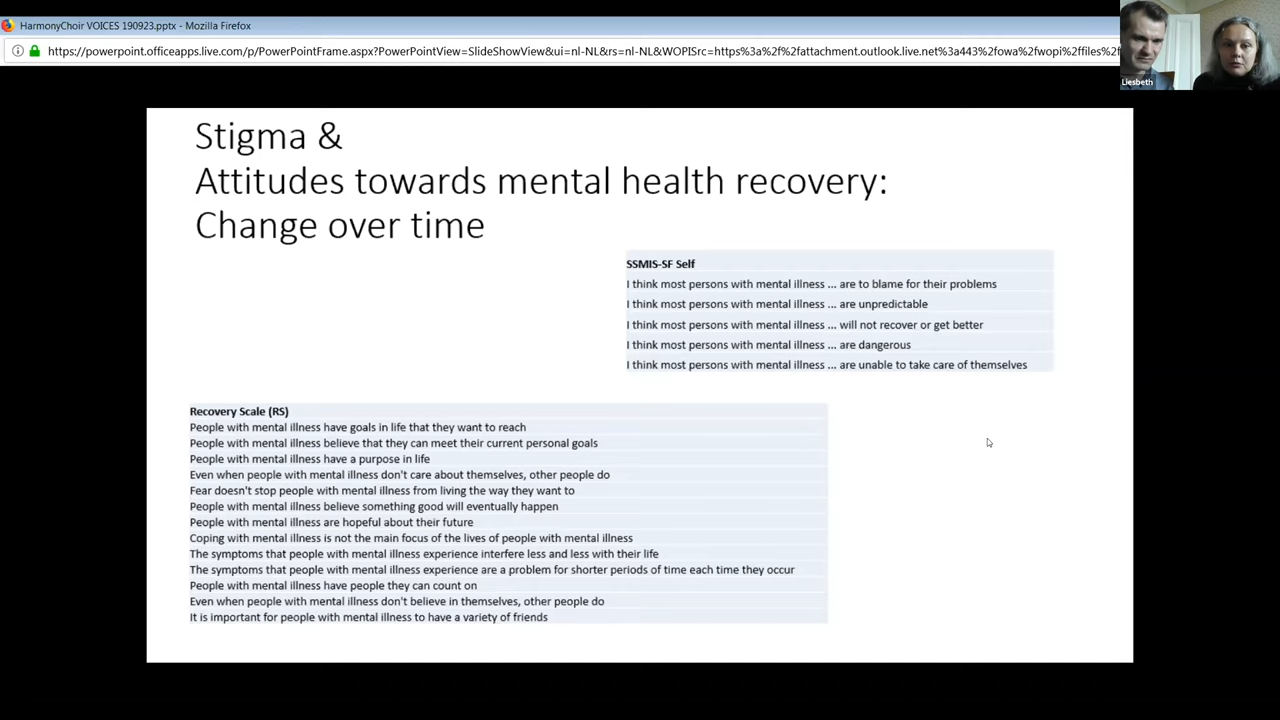 HarmonyChoir VOICES 190923.pptx - Mozilla Firefox
https://powerpoint.officeapps.live.com/p/PowerPointFrame.aspx?PowerPointView=SlideShowView&ui=nl-NL&rs=nl-NL&WOPISrc=https%3a%2f%2fattachment.outlook.live.net%3a443%2fowa%2fwopi%2ffiles%2f
Liesbeth
Stigma &
Attitudes towards mental health recovery:
Change over time
SSMIS-SF Self
I think most persons with mental illness ... are to blame for their problems
I think most persons with mental illness ... are unpredictable
I think most persons with mental illness ... will not recover or get better
I think most persons with mental illness ... are dangerous
I think most persons with mental illness ... are unable to take care of themselves
Recovery Scale (RS)
People with mental illness have goals in life that they want to reach
People with mental illness believe that they can meet their current personal goals
People with mental illness have a purpose in life
Even when people with mental illness don't care about themselves, other people do
Fear doesn't stop people with mental illness from living the way they want to
People with mental illness believe something good will eventually happen
People with mental illness are hopeful about their future
Coping with mental illness is not the main focus of the lives of people with mental illness
The symptoms that people with mental illness experience interfere less and less with their life
The symptoms that people with mental illness experience are a problem for shorter periods of time each time they occur
People with mental illness have people they can count on
Even when people with mental illness don't believe in themselves, other people do
It is important for people with mental illness to have a variety of friends